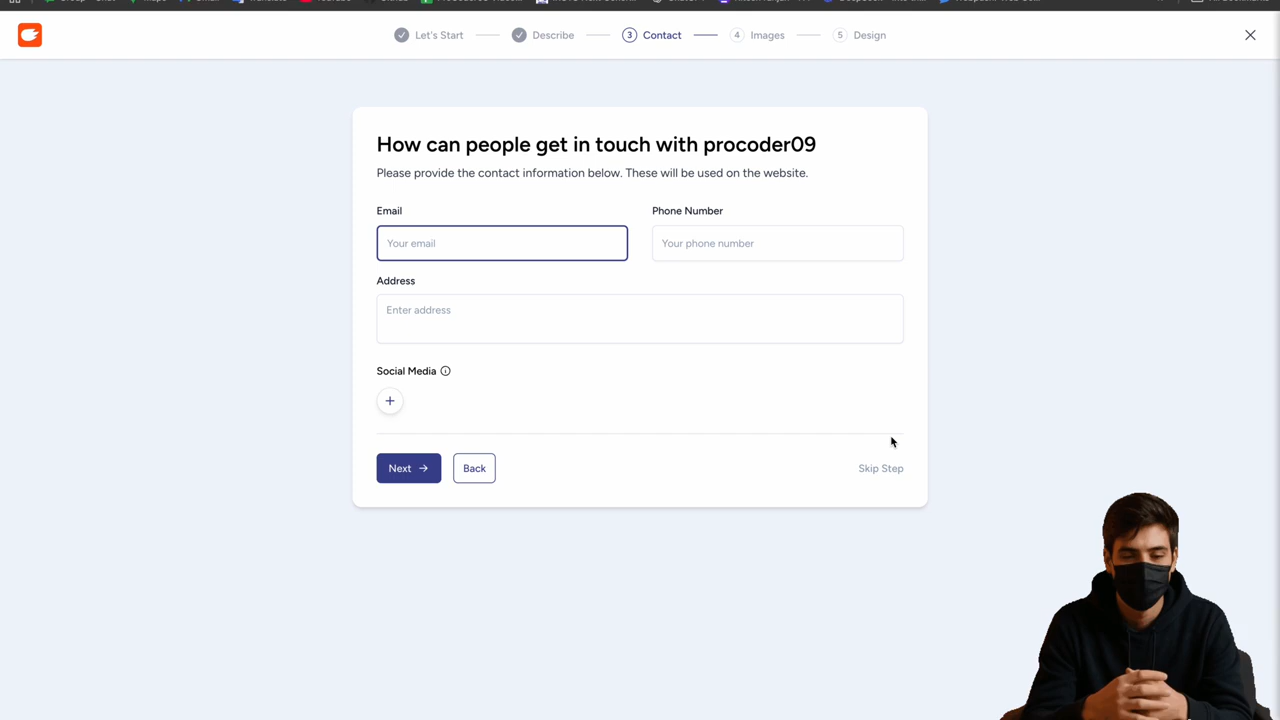 Let's Start
Describe
3 Contact
4 Images
5 Design
How can people get in touch with procoder09
Please provide the contact information below. These will be used on the website.
Email
Phone Number
Your email
Your phone number
Address
Enter address
Social Media
Next
Back
Skip Step